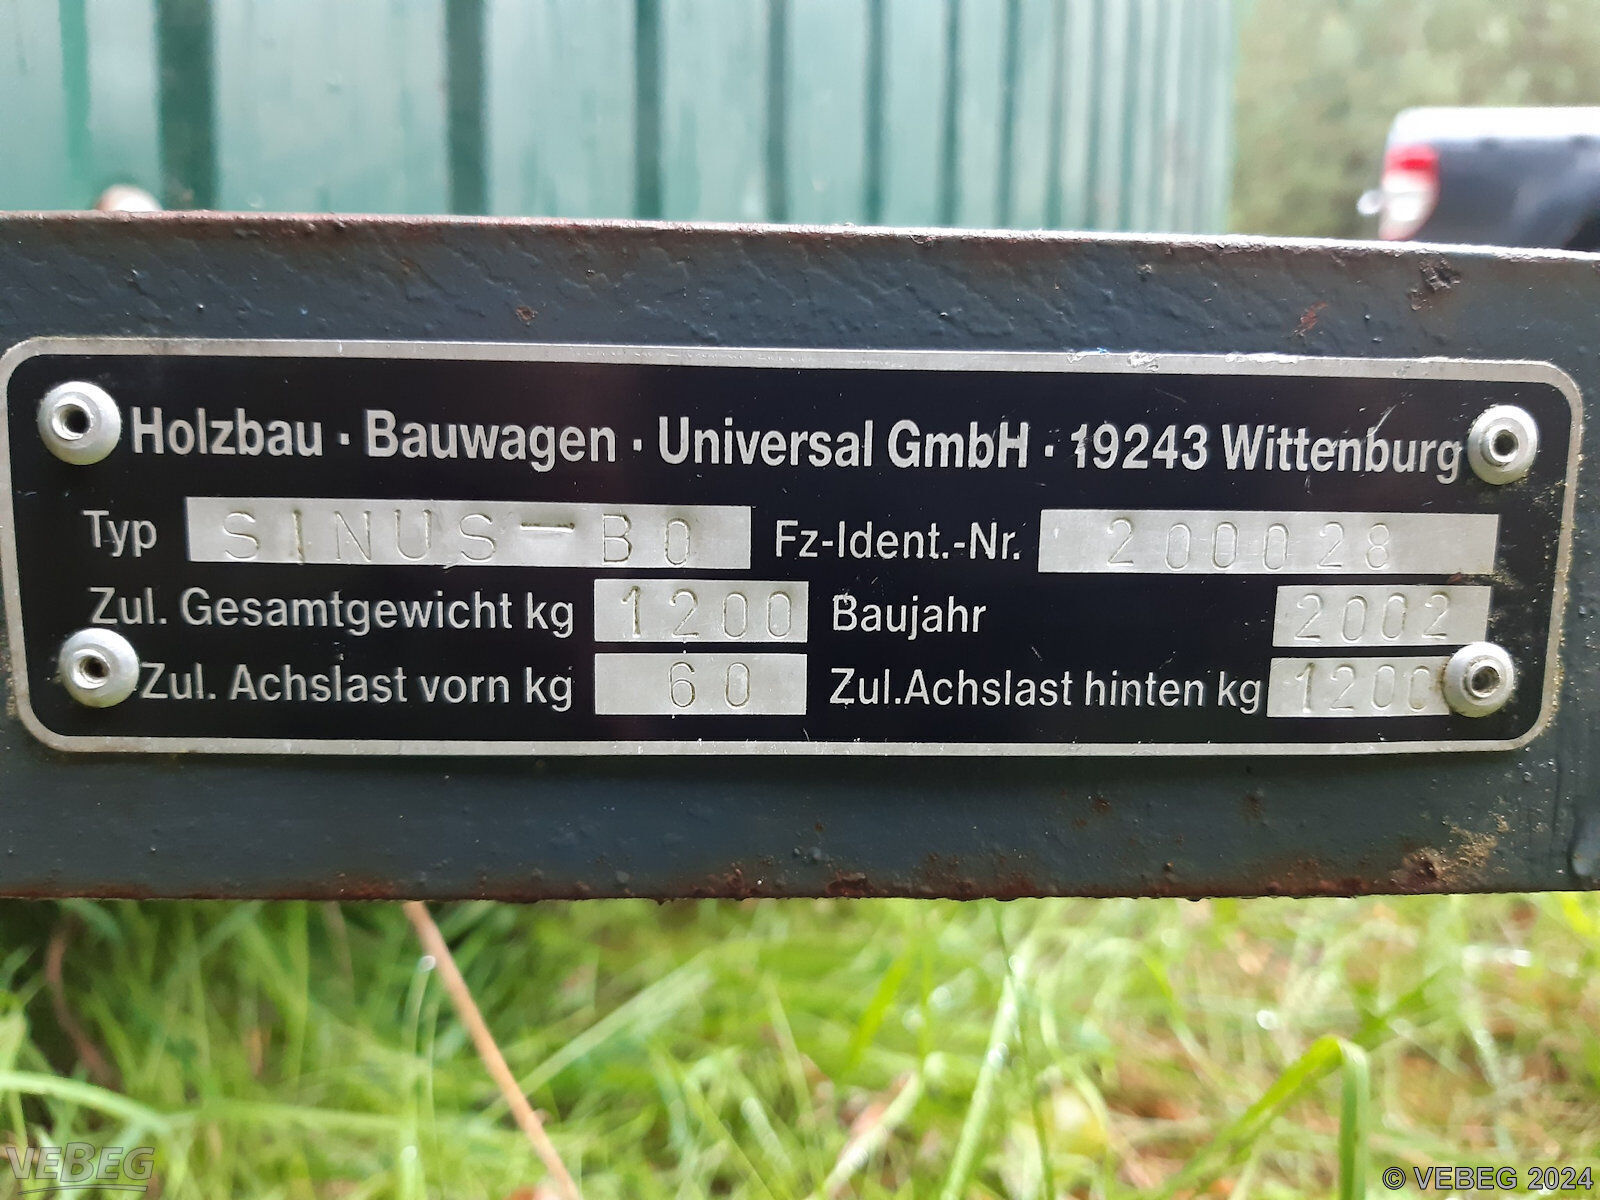 Holzbau · Bauwagen · Universal GmbH · 19243 Wittenburg
Typ SINUS-B0 Fz-Ident.-Nr. 200028
Zul. Gesamtgewicht kg 1200 Baujahr 2002
Zul. Achslast vorn kg 60 Zul.Achslast hinten kg 1200
VEBEG
© VEBEG 2024